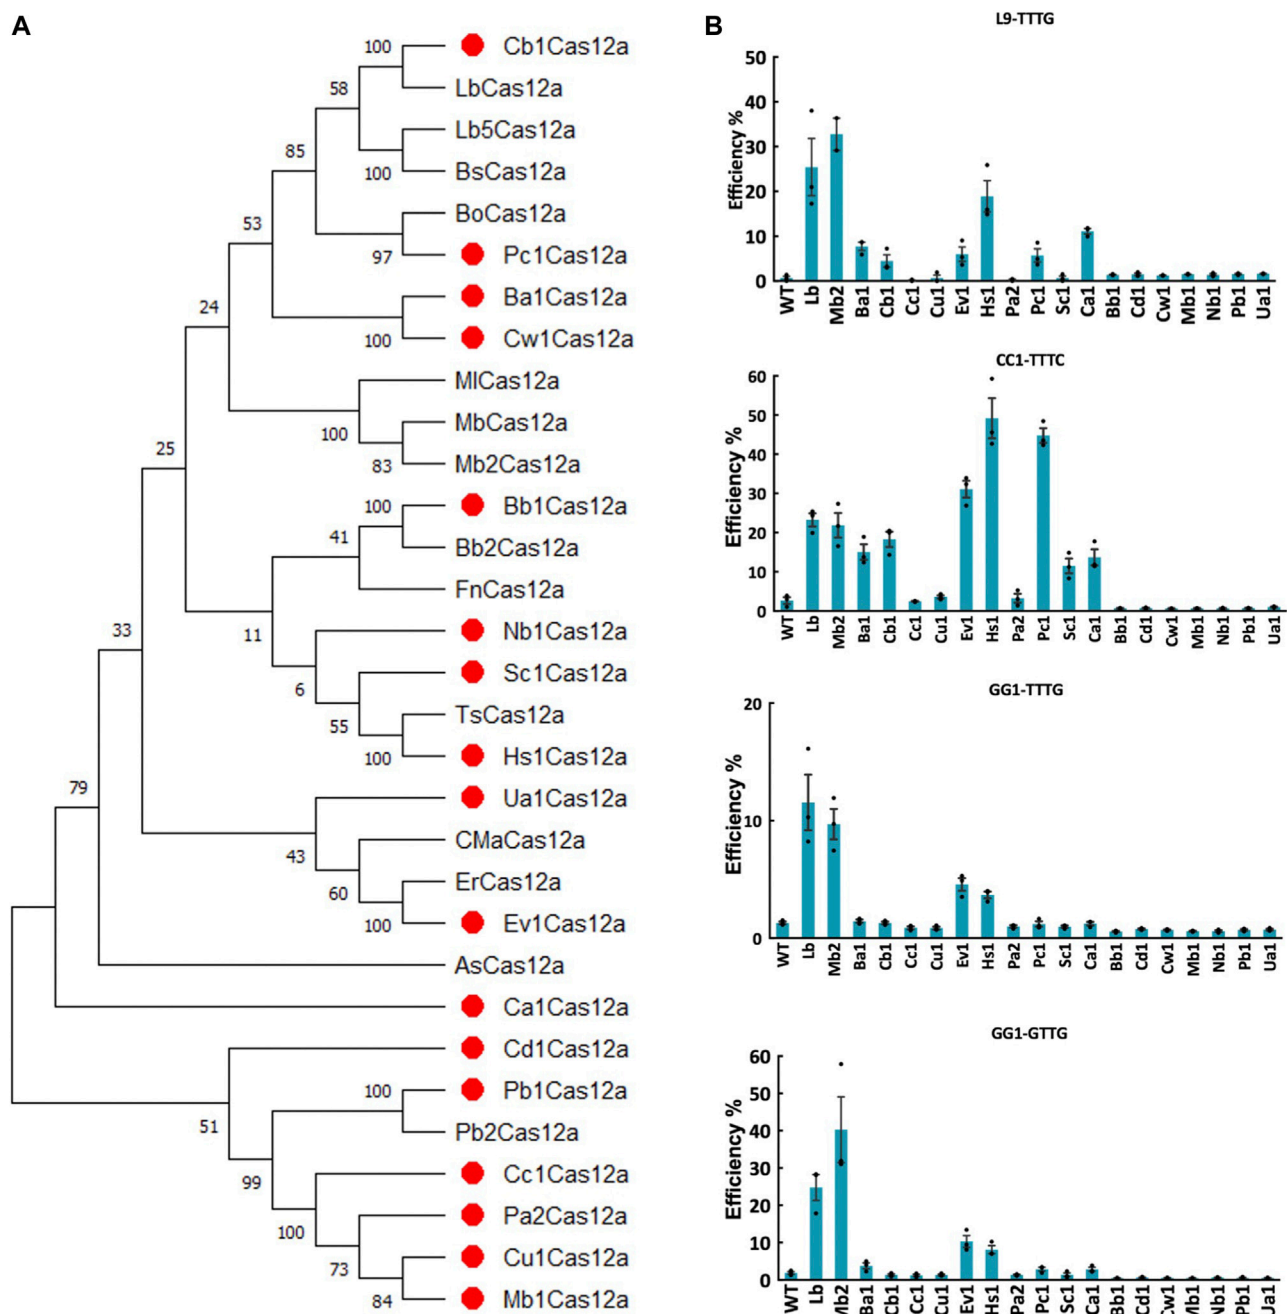 A
100
Cb1Cas12a
58
LbCas12a
Lb5Cas12a
85
100
BsCas12a
BoCas12a
53
97
Pc1Cas12a
Ba1Cas12a
24
100
Cw1Cas12a
MlCas12a
MbCas12a
100
25
83
Mb2Cas12a
100
Bb1Cas12a
41
Bb2Cas12a
FnCas12a
33
11
Nb1Cas12a
6
Sc1Cas12a
55
TsCas12a
100
Hs1Cas12a
79
Ua1Cas12a
43
CMaCas12a
60
ErCas12a
100
Ev1Cas12a
AsCas12a
Ca1Cas12a
Cd1Cas12a
51
100
Pb1Cas12a
Pb2Cas12a
99
Cc1Cas12a
100
Pa2Cas12a
73
Cu1Cas12a
84
Mb1Cas12a
B
L9-TTTG
Efficiency %
50
40
30
20
10
0
WT Lb Mb2 Ba1 Cb1 Cc1 Cu1 Ev1 Hs1 Pa2 Pc1 Sc1 Ca1 Bb1 Cd1 Cw1 Mb1 Nb1 Pb1 Ua1
CC1-TTTC
Efficiency %
60
50
40
30
20
10
0
WT Lb Mb2 Ba1 Cb1 Cc1 Cu1 Ev1 Hs1 Pa2 Pc1 Sc1 Ca1 Bb1 Cd1 Cw1 Mb1 Nb1 Pb1 Ua1
GG1-TTTG
Efficiency %
20
10
0
WT Lb Mb2 Ba1 Cb1 Cc1 Cu1 Ev1 Hs1 Pa2 Pc1 Sc1 Ca1 Bb1 Cd1 Cw1 Mb1 Nb1 Pb1 Ua1
GG1-GTTG
Efficiency %
60
50
40
30
20
10
0
WT Lb Mb2 Ba1 Cb1 Cc1 Cu1 Ev1 Hs1 Pa2 Pc1 Sc1 Ca1 Bb1 Cd1 Cw1 Mb1 Nb1 Pb1 Ua1